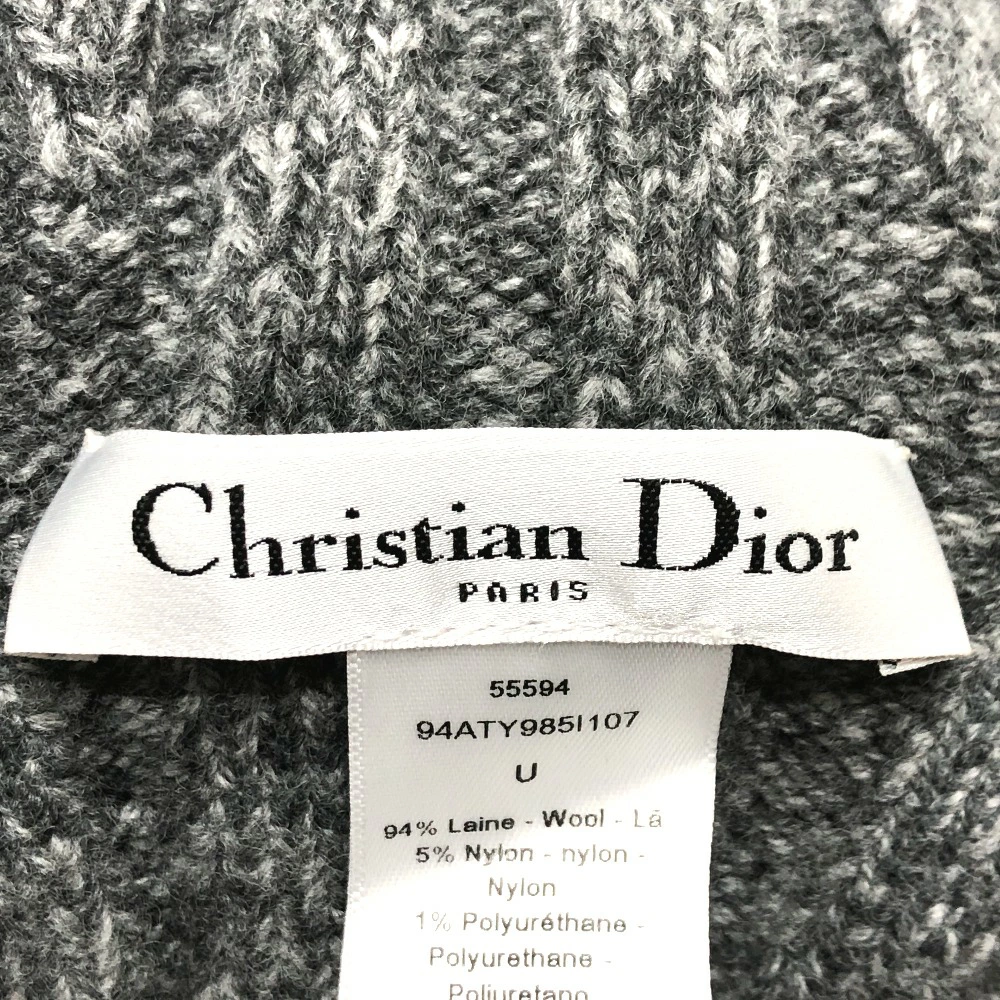 Christian Dior
PARIS
55594
94ATY985I107
U
94% Laine - Wool - Lã
5% Nylon - nylon -
Nylon
1% Polyuréthane -
Polyurethane -
Poliuretano